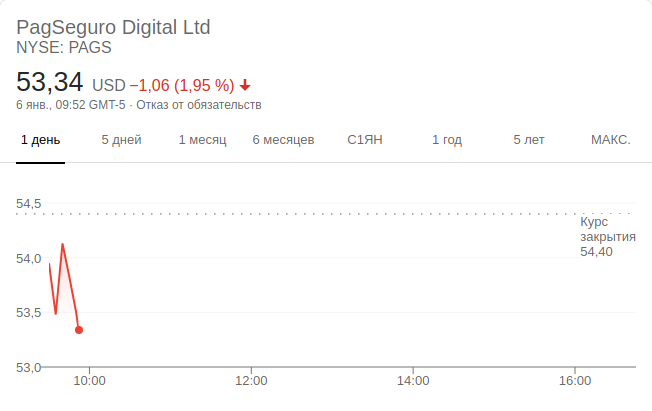 PagSeguro Digital Ltd
NYSE: PAGS
53,34 USD −1,06 (1,95 %)
6 янв., 09:52 GMT-5 · Отказ от обязательств
1 день 5 дней 1 месяц 6 месяцев С1ЯН 1 год 5 лет МАКС.
54,5
Курс
закрытия
54,40
54,0
53,5
53,0
10:00 12:00 14:00 16:00